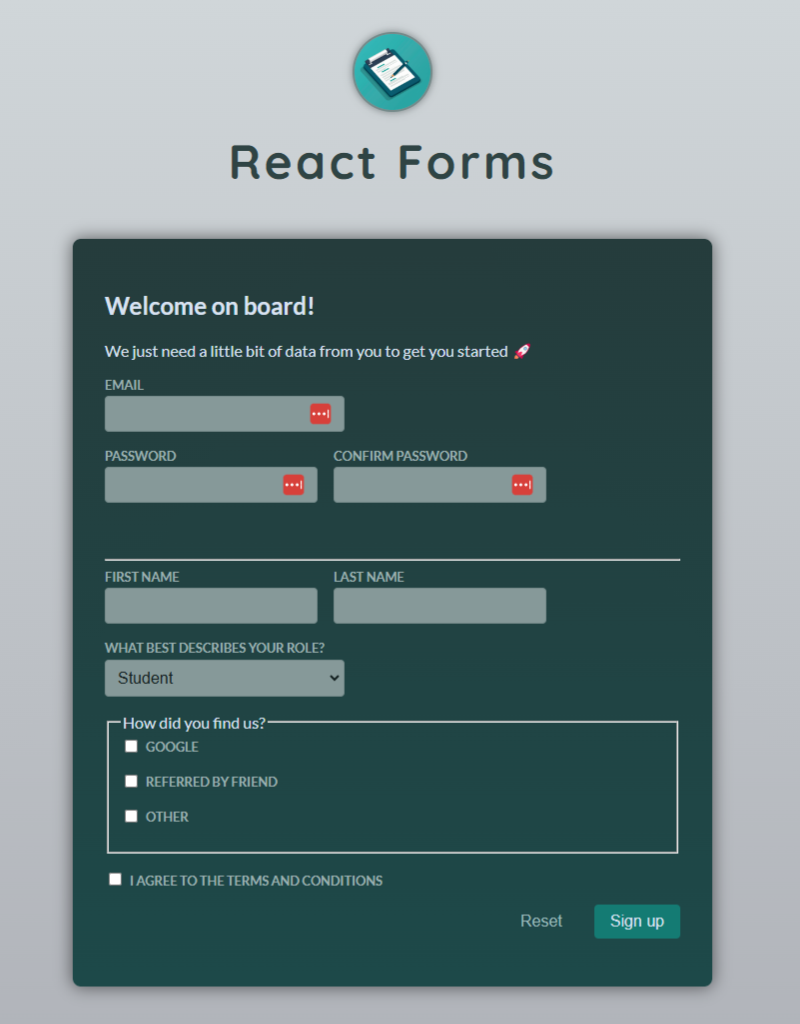 React Forms
Welcome on board!
We just need a little bit of data from you to get you started 🚀
EMAIL
PASSWORD CONFIRM PASSWORD
FIRST NAME LAST NAME
WHAT BEST DESCRIBES YOUR ROLE?
Student
How did you find us?
GOOGLE
REFERRED BY FRIEND
OTHER
I AGREE TO THE TERMS AND CONDITIONS
Reset Sign up